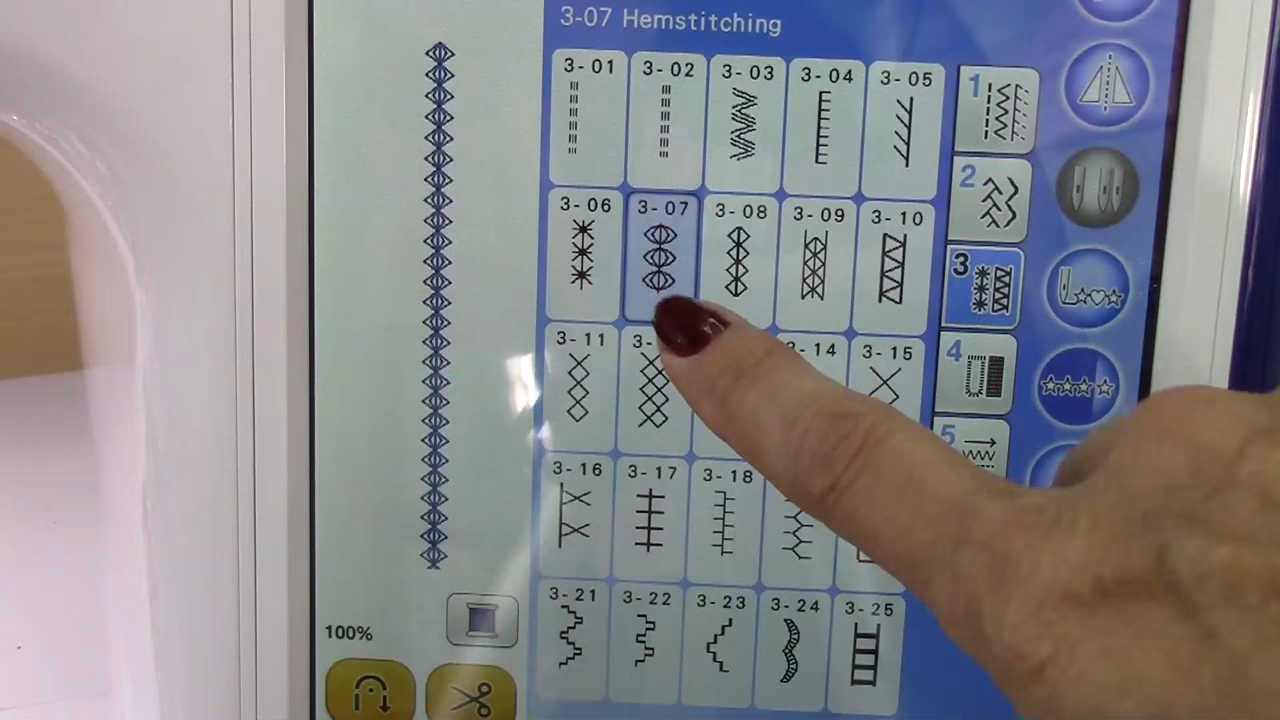 3-07 Hemstitching
3-01 3-02 3-03 3-04 3-05
1
3-06 3-07 3-08 3-09 3-10
2
3
3-11 3- -14 3-15
4
5
3-16 3-17 3-18
3-21 3-22 3-23 3-24 3-25
100%